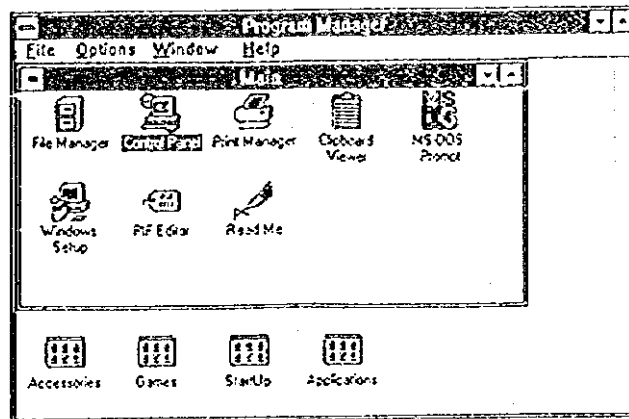 Program Manager
File Options Window Help
Main
File Manager Control Panel Print Manager Clipboard Viewer MS-DOS Prompt
Windows Setup PIF Editor Read Me
Accessories Games StartUp Applications